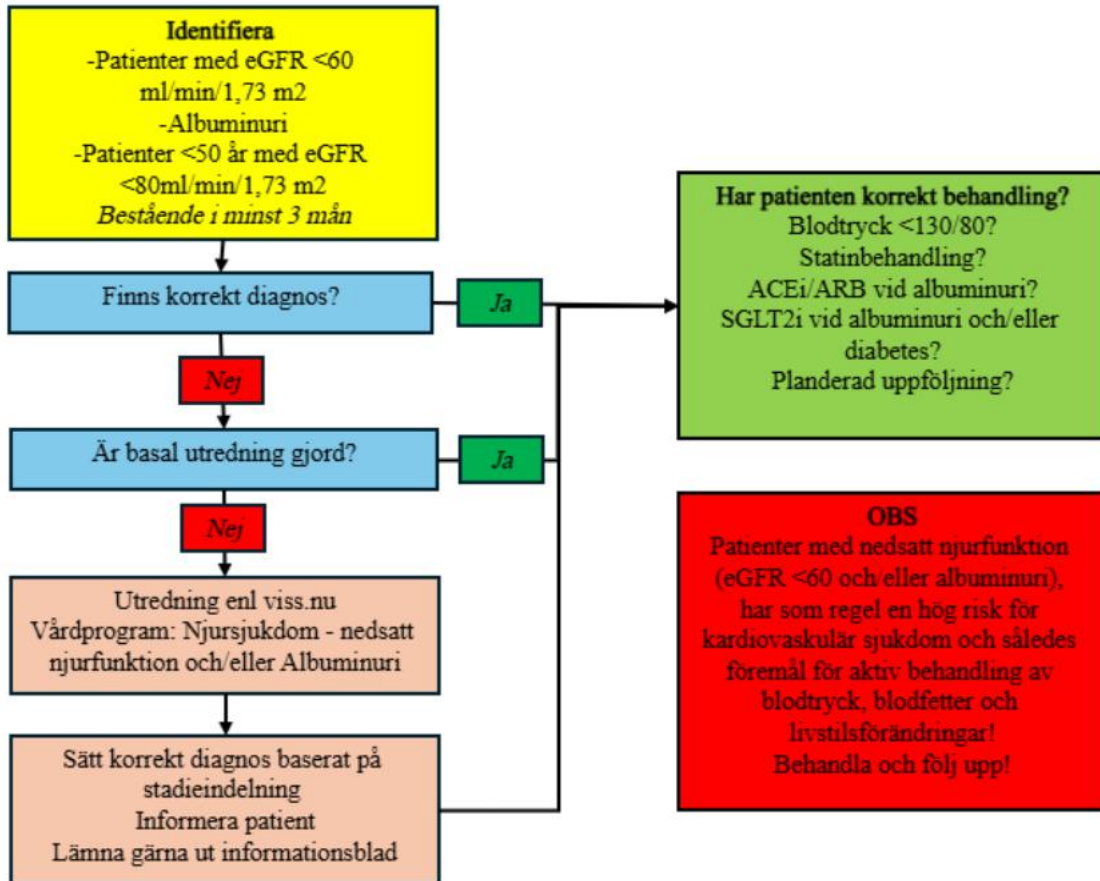 Identifiera
-Patienter med eGFR <60
ml/min/1,73 m2
-Albuminuri
-Patienter <50 år med eGFR
<80ml/min/1,73 m2
Bestående i minst 3 mån
Finns korrekt diagnos?
Ja
Nej
Är basal utredning gjord?
Ja
Nej
Utredning enl viss.nu
Vårdprogram: Njursjukdom - nedsatt
njurfunktion och/eller Albuminuri
Sätt korrekt diagnos baserat på
stadieindelning
Informera patient
Lämna gärna ut informationsblad
Har patienten korrekt behandling?
Blodtryck <130/80?
Statinbehandling?
ACEi/ARB vid albuminuri?
SGLT2i vid albuminuri och/eller
diabetes?
Planderad uppföljning?
OBS
Patienter med nedsatt njurfunktion
(eGFR <60 och/eller albuminuri),
har som regel en hög risk för
kardiovaskulär sjukdom och således
föremål för aktiv behandling av
blodtryck, blodfetter och
livstilsförändringar!
Behandla och följ upp!